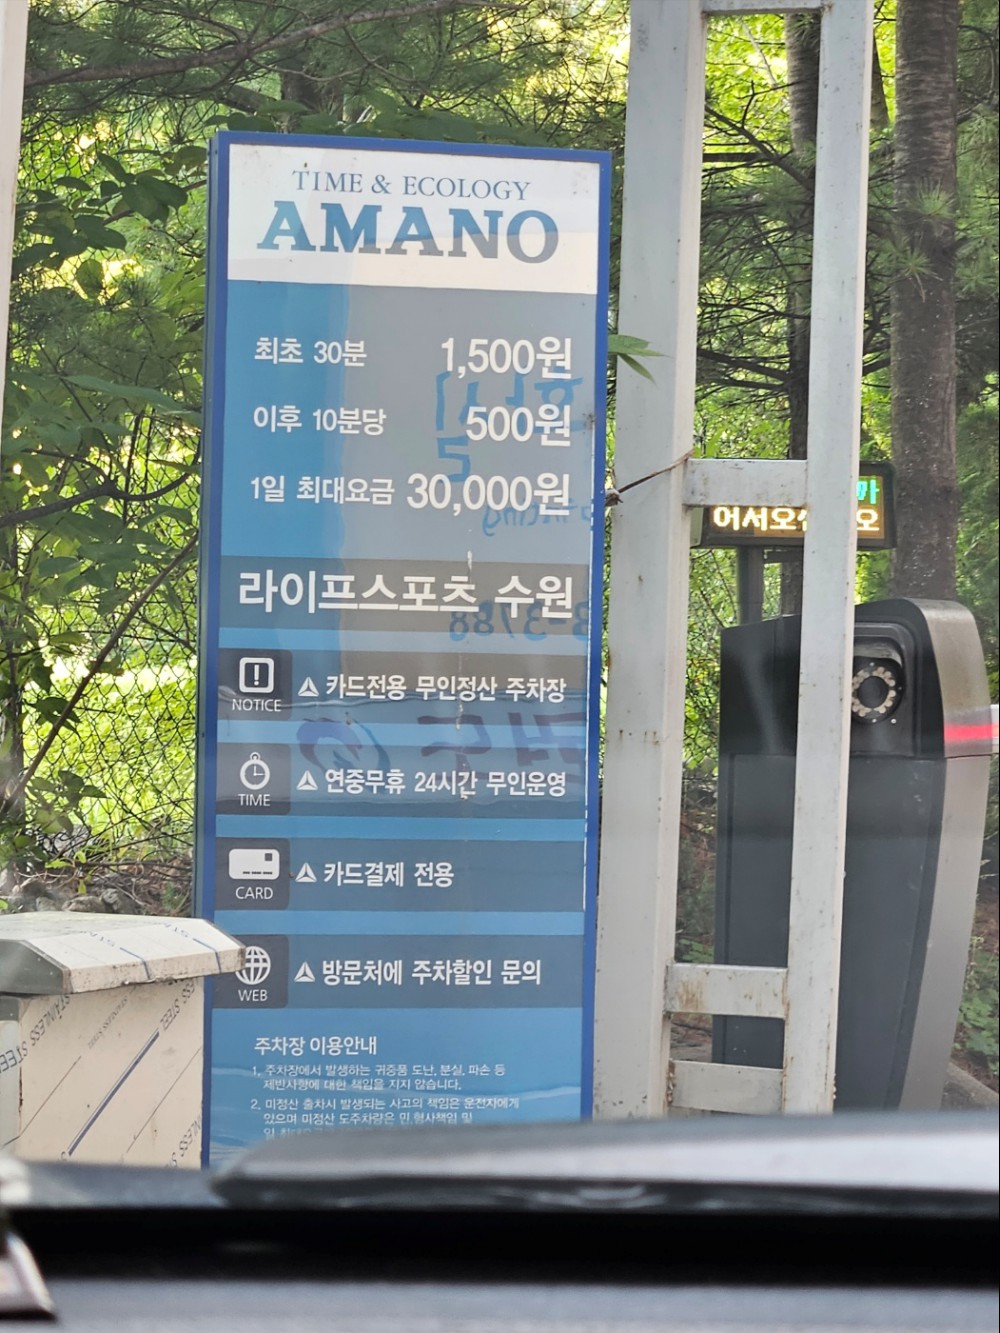 TIME & ECOLOGY
AMANO
최초 30분 1,500원
이후 10분당 500원
1일 최대요금 30,000원
라이프스포츠 수원
NOTICE
카드전용 무인정산 주차장
TIME
연중무휴 24시간 무인운영
CARD
카드결제 전용
WEB
방문처에 주차할인 문의
주차장 이용안내
1. 주차장에서 발생하는 귀중품 도난, 분실, 파손 등
제반사항에 대한 책임을 지지 않습니다.
2. 미정산 출차시 발생되는 사고의 책임은 운전자에게
있으며 미정산 도주차량은 민,형사책임 및
어서오 오
STAINLESS STEEL